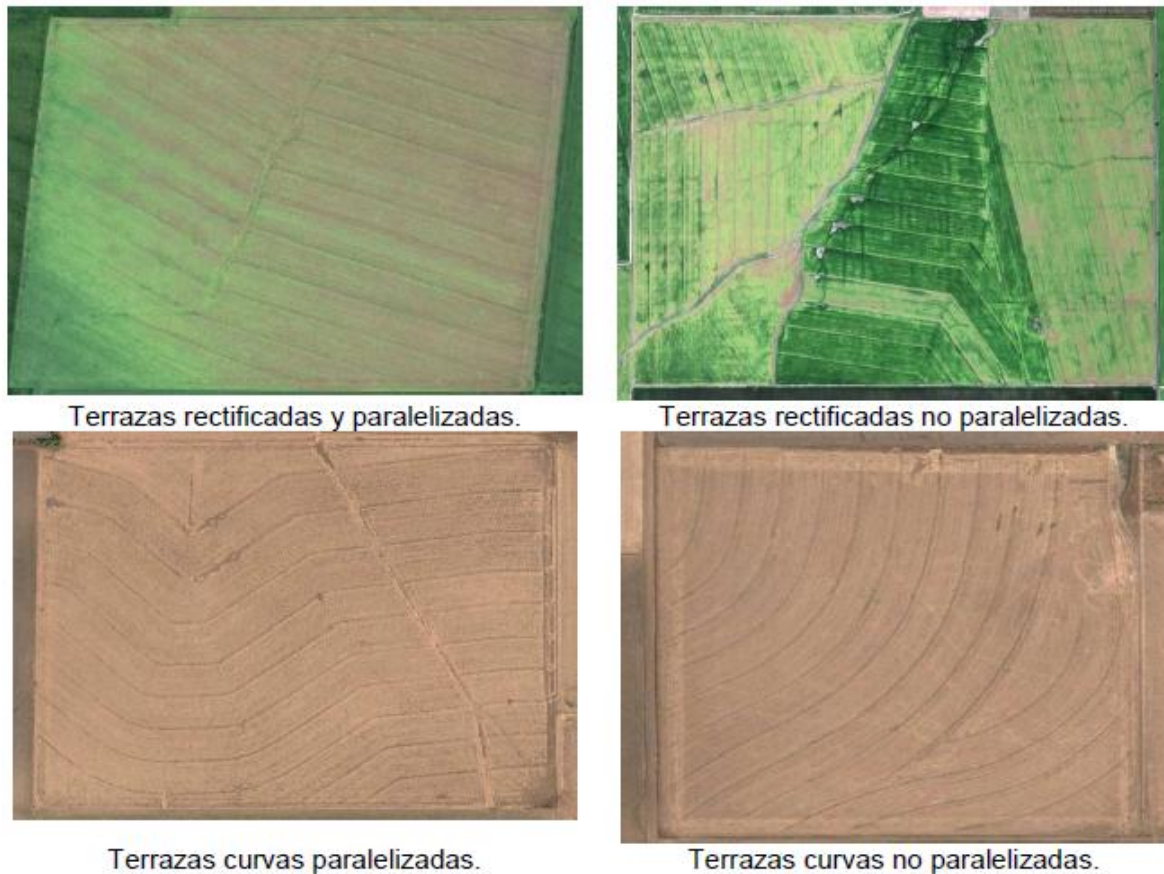 Terrazas rectificadas y paralelizadas.
Terrazas rectificadas no paralelizadas.
Terrazas curvas paralelizadas.
Terrazas curvas no paralelizadas.